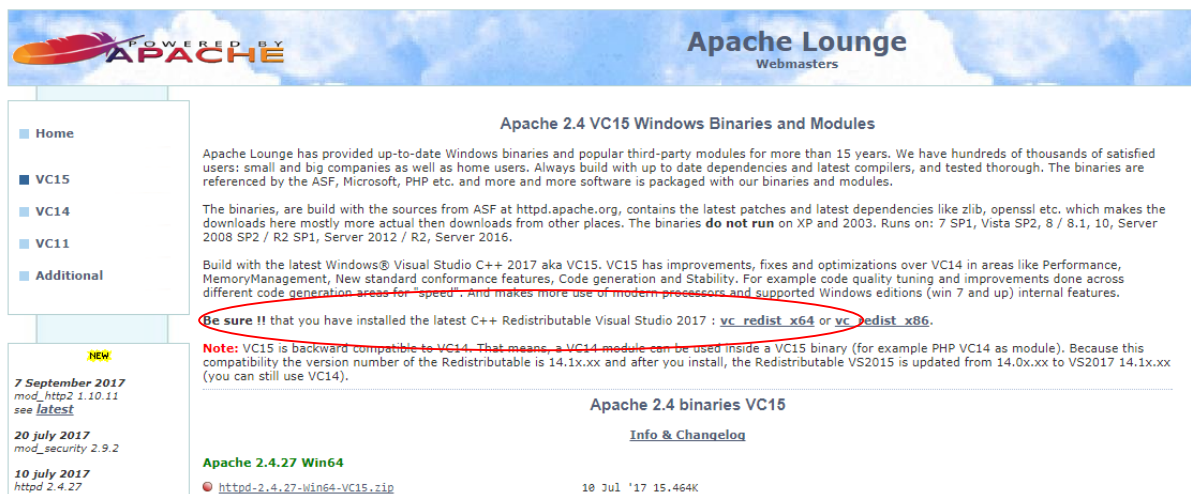 POWERED BY
APACHE
Apache Lounge
Webmasters
Home
VC15
VC14
VC11
Additional
NEW
7 September 2017
mod_http2 1.10.11
see latest
20 july 2017
mod_security 2.9.2
10 july 2017
httpd 2.4.27
Apache 2.4 VC15 Windows Binaries and Modules
Apache Lounge has provided up-to-date Windows binaries and popular third-party modules for more than 15 years. We have hundreds of thousands of satisfied
users: small and big companies as well as home users. Always build with up to date dependencies and latest compilers, and tested thorough. The binaries are
referenced by the ASF, Microsoft, PHP etc. and more and more software is packaged with our binaries and modules.
The binaries, are build with the sources from ASF at httpd.apache.org, contains the latest patches and latest dependencies like zlib, openssl etc. which makes the
downloads here mostly more actual then downloads from other places. The binaries do not run on XP and 2003. Runs on: 7 SP1, Vista SP2, 8 / 8.1, 10, Server
2008 SP2 / R2 SP1, Server 2012 / R2, Server 2016.
Build with the latest Windows® Visual Studio C++ 2017 aka VC15. VC15 has improvements, fixes and optimizations over VC14 in areas like Performance,
MemoryManagement, New standard conformance features, Code generation and Stability. For example code quality tuning and improvements done across
different code generation areas for "speed". And makes more use of modern processors and supported Windows editions (win 7 and up) internal features.
Be sure !! that you have installed the latest C++ Redistributable Visual Studio 2017 : vc_redist_x64 or vc_redist_x86.
Note: VC15 is backward compatible to VC14. That means, a VC14 module can be used inside a VC15 binary (for example PHP VC14 as module). Because this
compatibility the version number of the Redistributable is 14.1x.xx and after you install, the Redistributable VS2015 is updated from 14.0x.xx to VS2017 14.1x.xx
(you can still use VC14).
Apache 2.4 binaries VC15
Info & Changelog
Apache 2.4.27 Win64
httpd-2.4.27-Win64-VC15.zip 10 Jul '17 15.464K